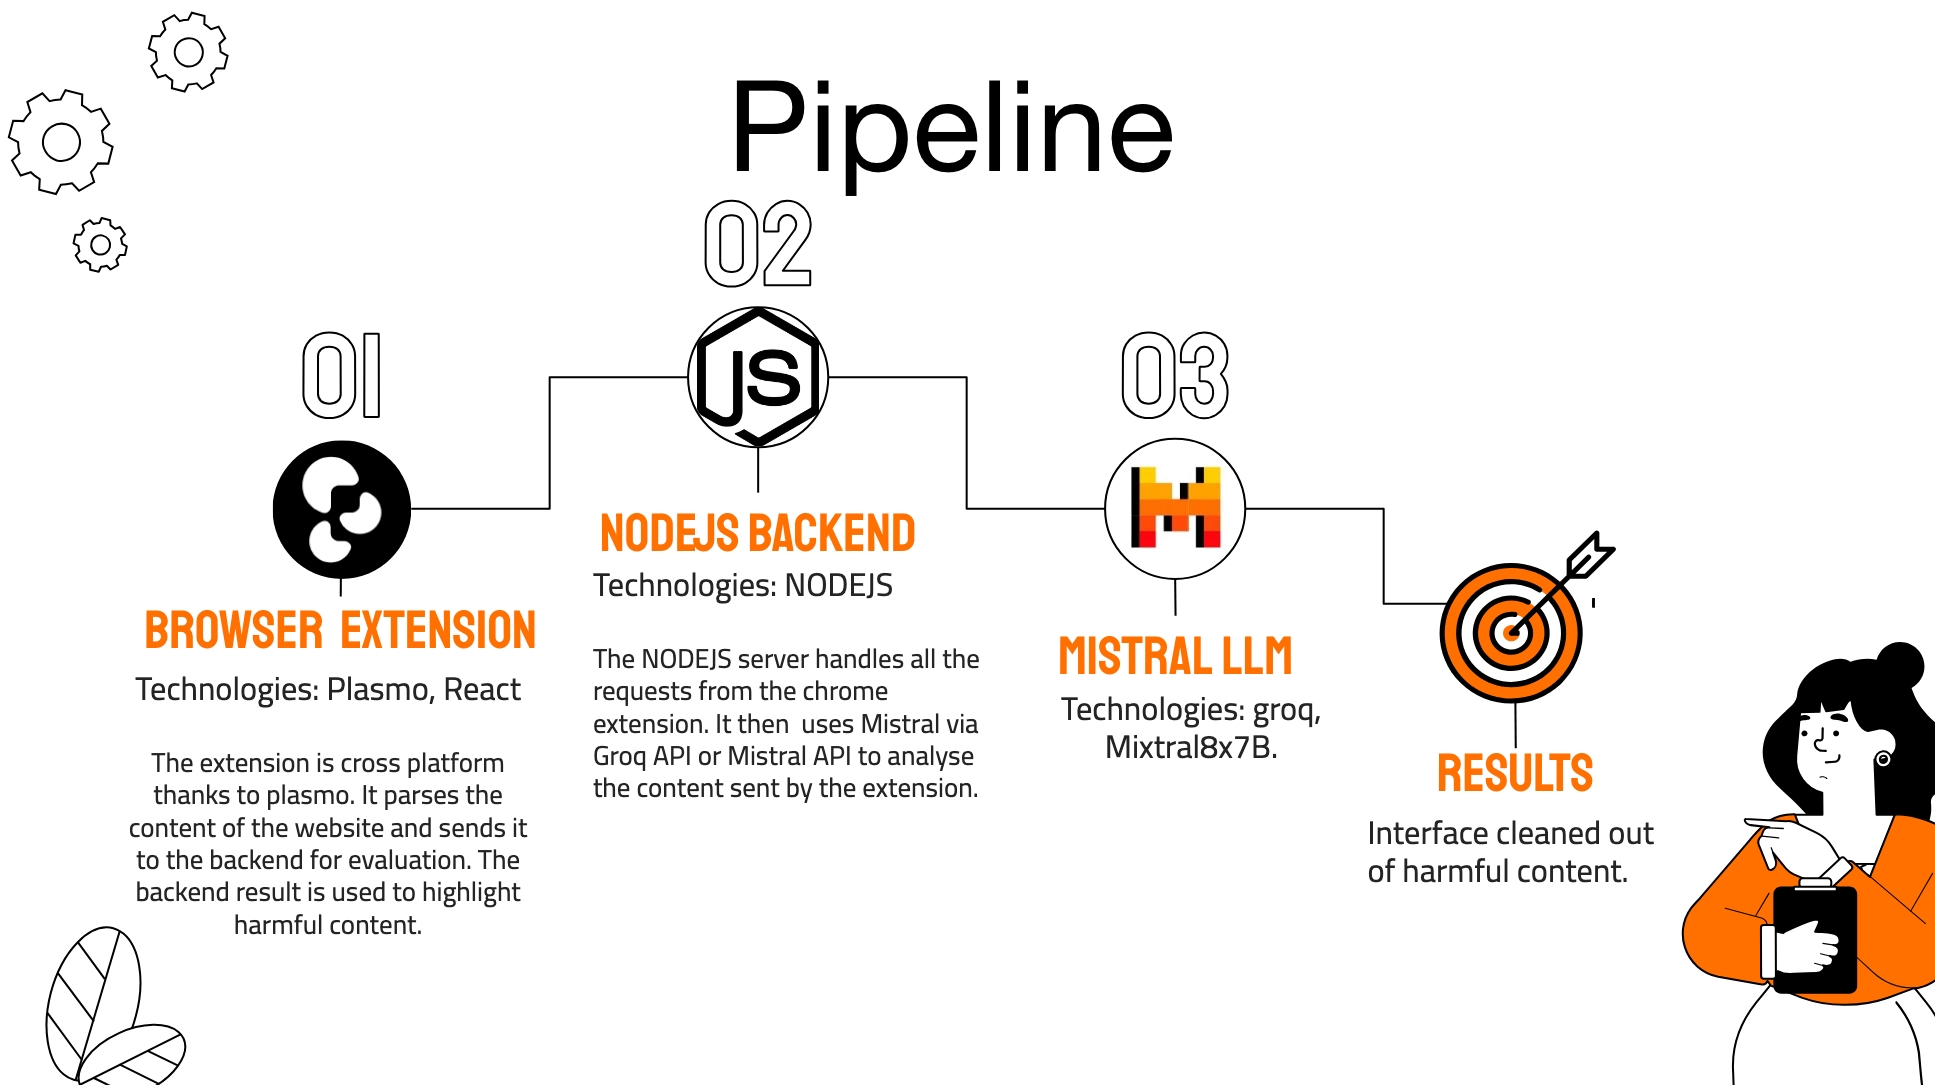 Pipeline
01
BROWSER EXTENSION
Technologies: Plasmo, React
The extension is cross platform
thanks to plasmo. It parses the
content of the website and sends it
to the backend for evaluation. The
backend result is used to highlight
harmful content.
02
JS
NODEJS BACKEND
Technologies: NODEJS
The NODEJS server handles all the
requests from the chrome
extension. It then uses Mistral via
Groq API or Mistral API to analyse
the content sent by the extension.
03
MISTRAL LLM
Technologies: groq,
Mixtral8x7B.
'
RESULTS
Interface cleaned out
of harmful content.